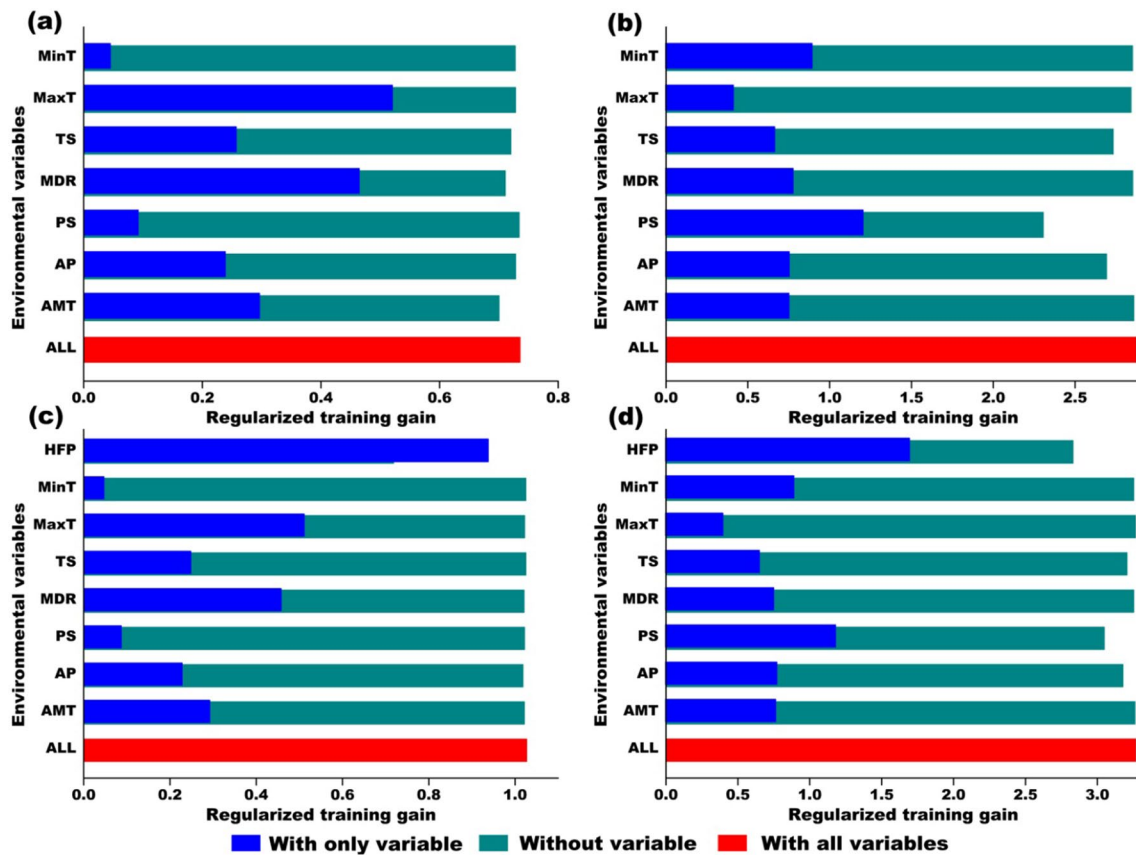 (a)
Environmental variables
MinT
MaxT
TS
MDR
PS
AP
AMT
ALL
0.0 0.2 0.4 0.6 0.8
Regularized training gain
(b)
Environmental variables
MinT
MaxT
TS
MDR
PS
AP
AMT
ALL
0.0 0.5 1.0 1.5 2.0 2.5
Regularized training gain
(c)
Environmental variables
HFP
MinT
MaxT
TS
MDR
PS
AP
AMT
ALL
0.0 0.2 0.4 0.6 0.8 1.0
Regularized training gain
(d)
Environmental variables
HFP
MinT
MaxT
TS
MDR
PS
AP
AMT
ALL
0.0 0.5 1.0 1.5 2.0 2.5 3.0
Regularized training gain
With only variable Without variable With all variables